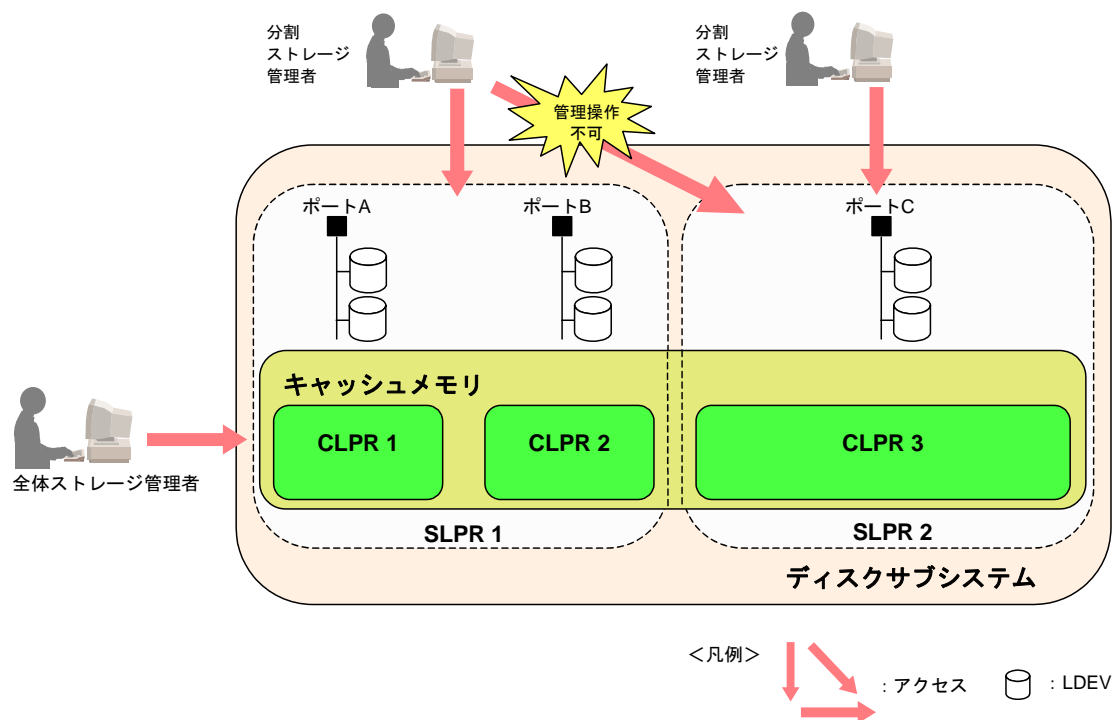 分割
ストレージ
管理者
分割
ストレージ
管理者
管理操作
不可
ポートA
ポートB
ポートC
キャッシュメモリ
CLPR 1
CLPR 2
CLPR 3
全体ストレージ管理者
SLPR 1
SLPR 2
ディスクサブシステム
＜凡例＞
：アクセス
：LDEV